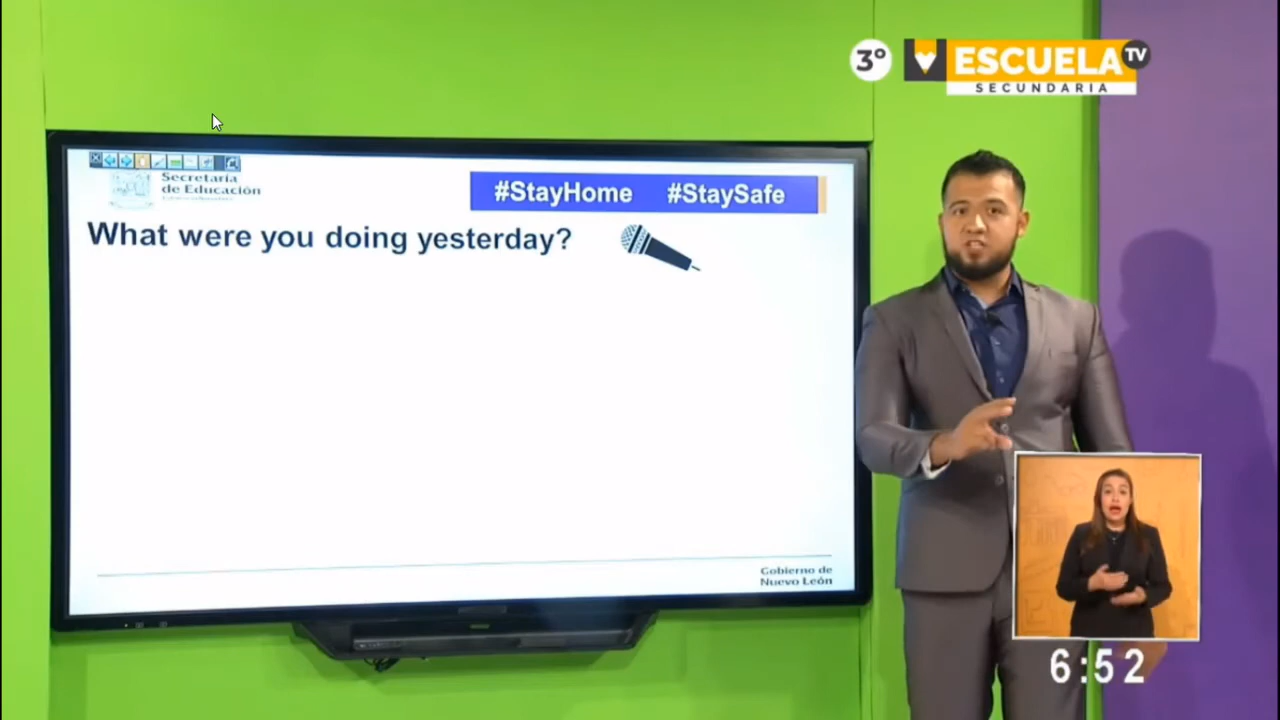 3º
ESCUELA TV
SECUNDARIA
Secretaría
de Educación
#StayHome #StaySafe
What were you doing yesterday?
Gobierno de
Nuevo León
6:52